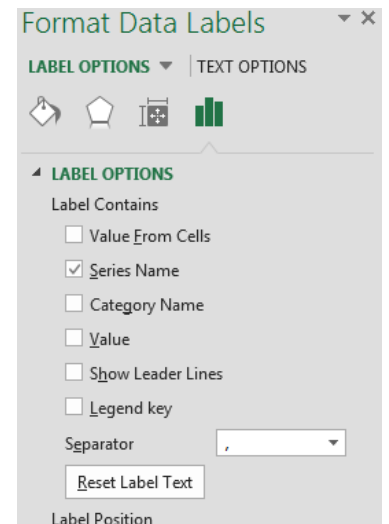 Format Data Labels
LABEL OPTIONS TEXT OPTIONS
LABEL OPTIONS
Label Contains
Value From Cells
Series Name
Category Name
Value
Show Leader Lines
Legend key
Separator ,
Reset Label Text
Label Position